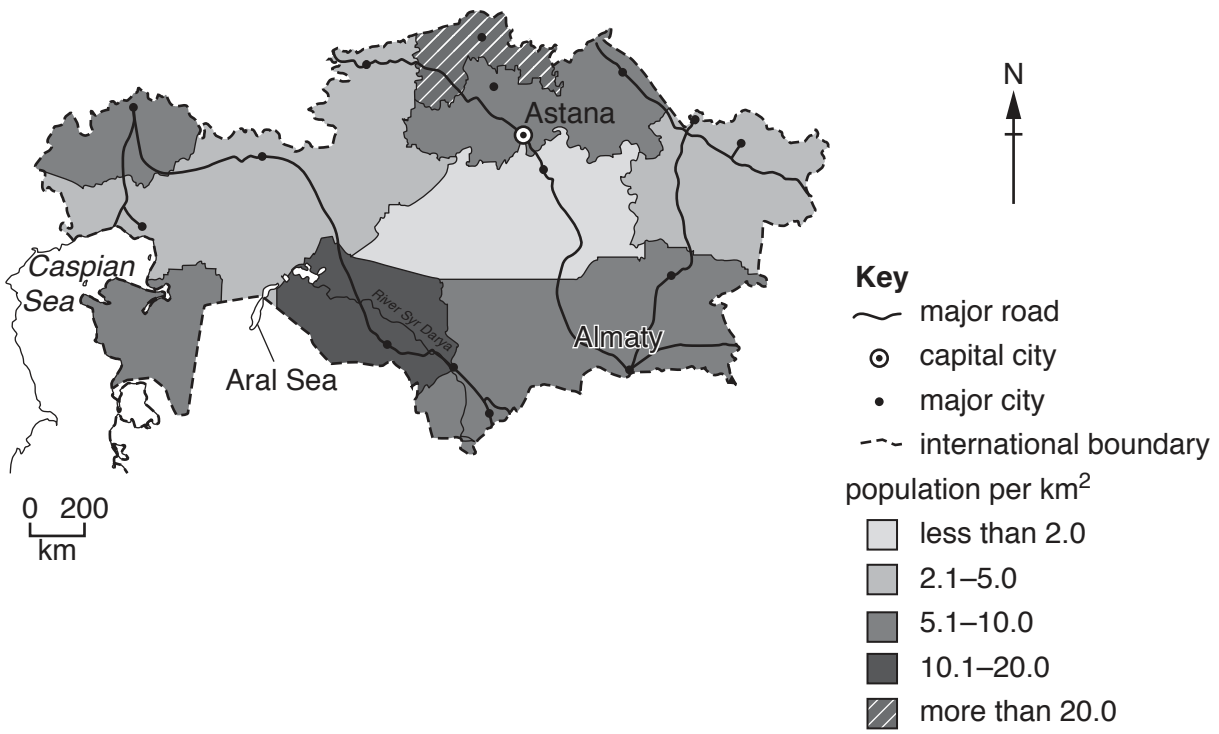 N
Astana
Caspian
Sea
River Syr Darya
Almaty
Aral Sea
0 200
km
Key
major road
capital city
major city
international boundary
population per km²
less than 2.0
2.1–5.0
5.1–10.0
10.1–20.0
more than 20.0